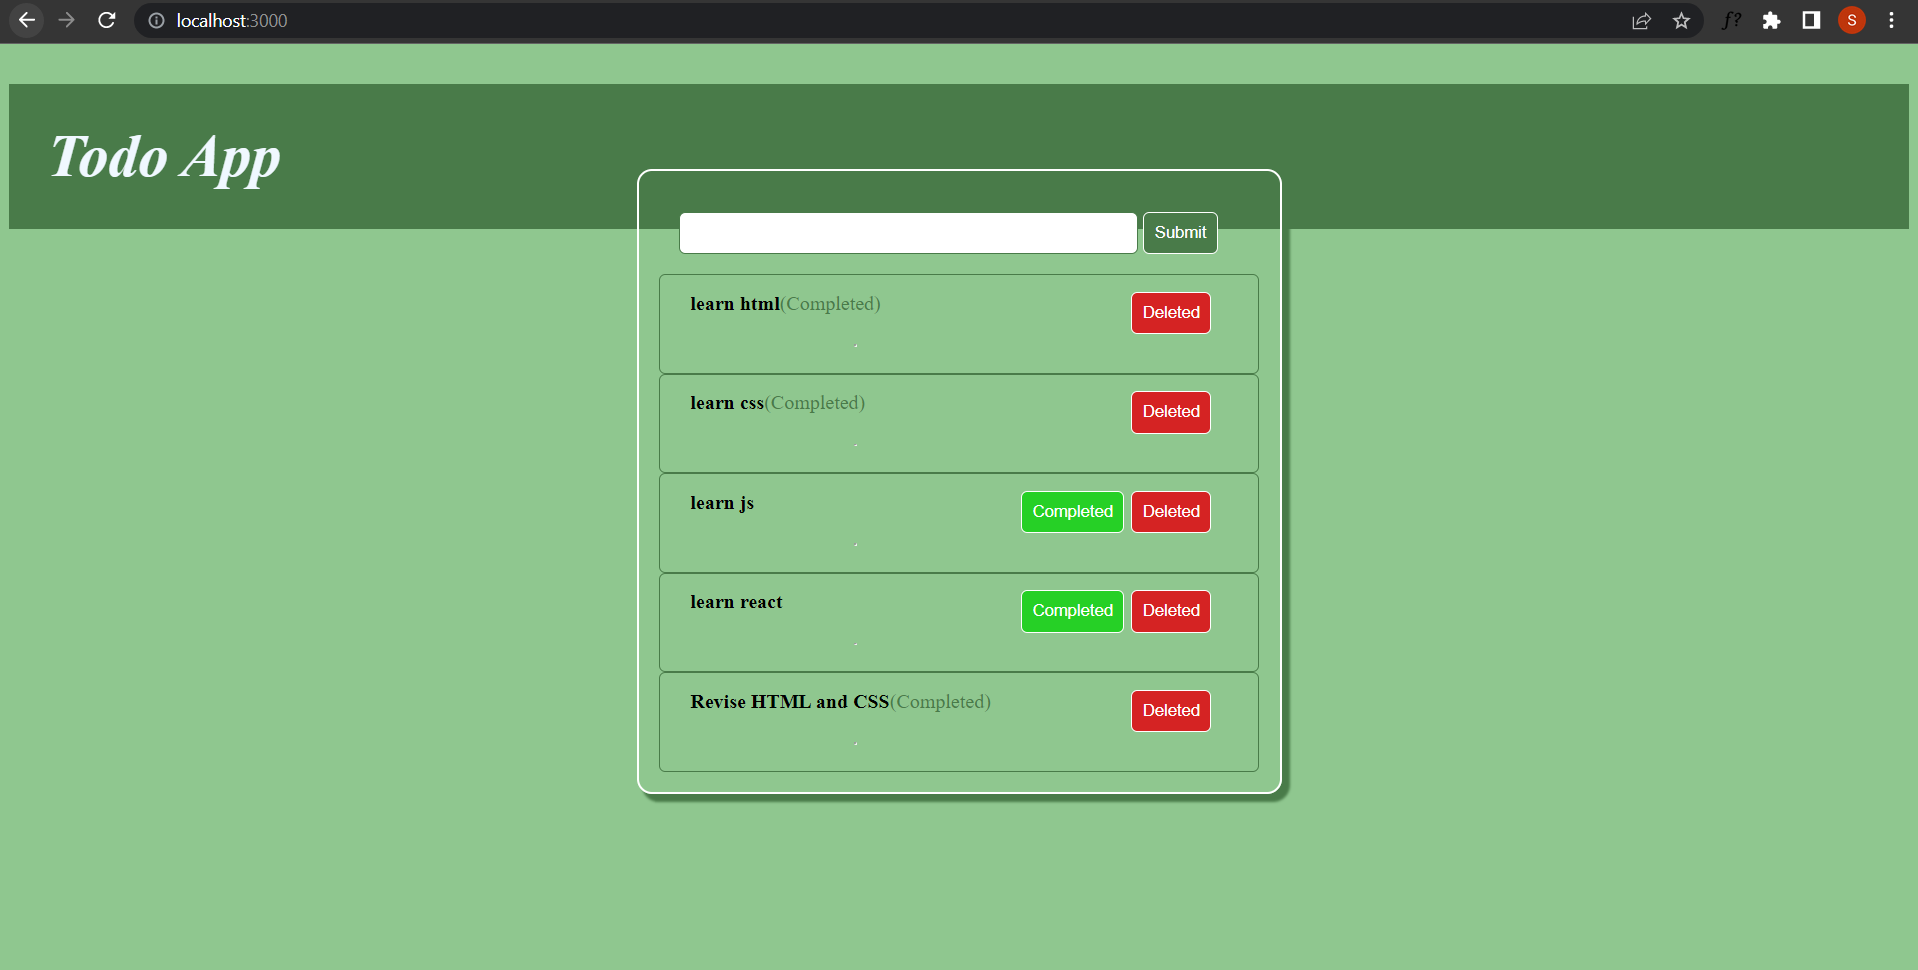 localhost:3000
ƒ?
S
Todo App
Submit
learn html(Completed)
Deleted
learn css(Completed)
Deleted
learn js
Completed
Deleted
learn react
Completed
Deleted
Revise HTML and CSS(Completed)
Deleted